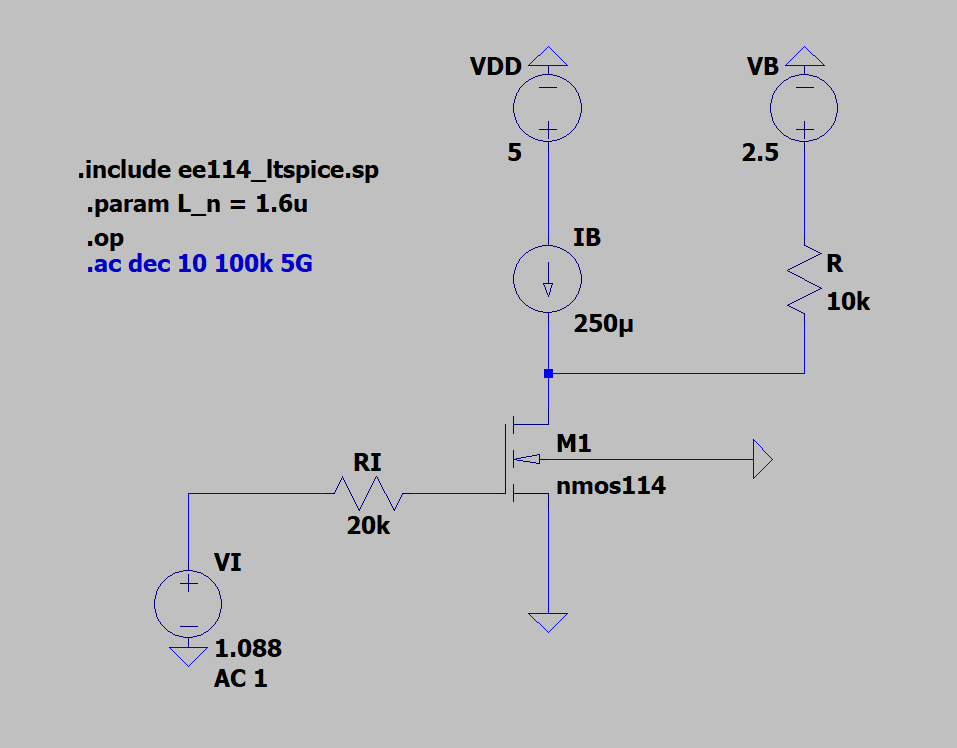 VDD
VB
5
2.5
.include ee114_ltspice.sp
.param L_n = 1.6u
.op
.ac dec 10 100k 5G
IB
R
10k
250µ
M1
RI
nmos114
20k
VI
1.088
AC 1